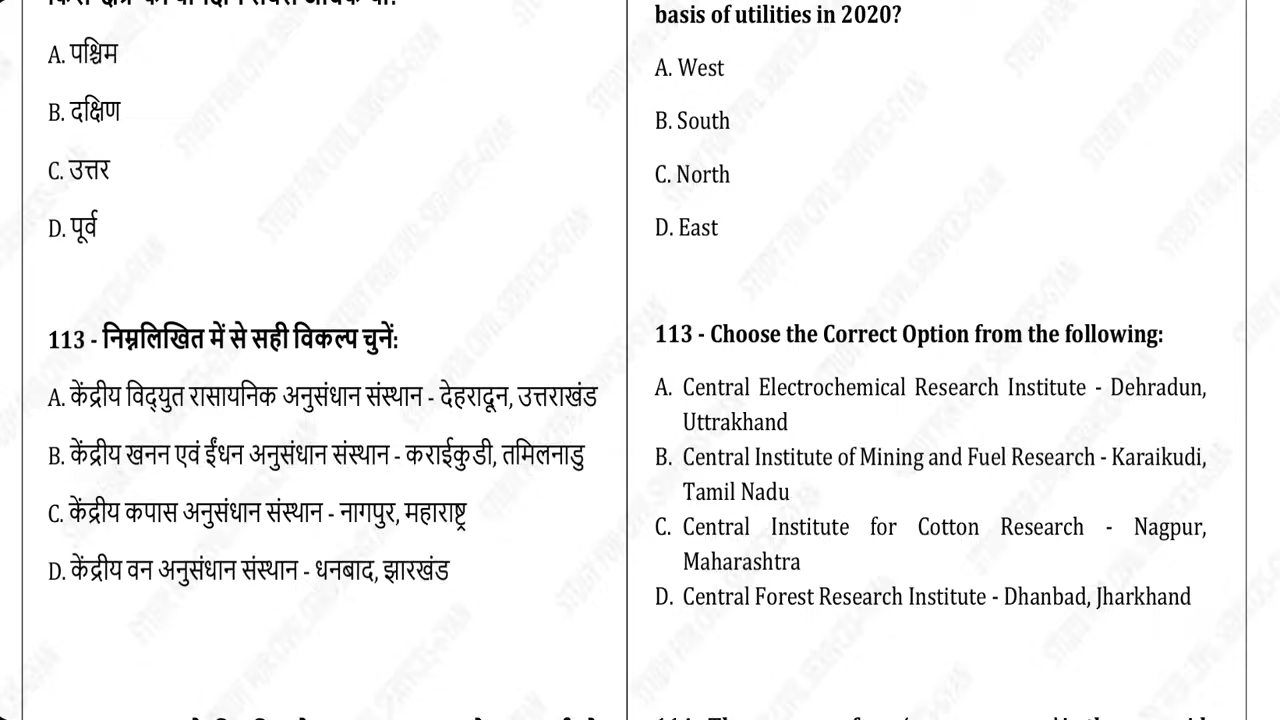 basis of utilities in 2020?
A. पश्चिम
B. दक्षिण
C. उत्तर
D. पूर्व
A. West
B. South
C. North
D. East
113 - निम्नलिखित में से सही विकल्प चुनें:
A. केंद्रीय विद्युत रासायनिक अनुसंधान संस्थान - देहरादून, उत्तराखंड
B. केंद्रीय खनन एवं ईंधन अनुसंधान संस्थान - कराईकुडी, तमिलनाडु
C. केंद्रीय कपास अनुसंधान संस्थान - नागपुर, महाराष्ट्र
D. केंद्रीय वन अनुसंधान संस्थान - धनबाद, झारखंड
113 - Choose the Correct Option from the following:
A. Central Electrochemical Research Institute - Dehradun,
Uttrakhand
B. Central Institute of Mining and Fuel Research - Karaikudi,
Tamil Nadu
C. Central Institute for Cotton Research - Nagpur,
Maharashtra
D. Central Forest Research Institute - Dhanbad, Jharkhand